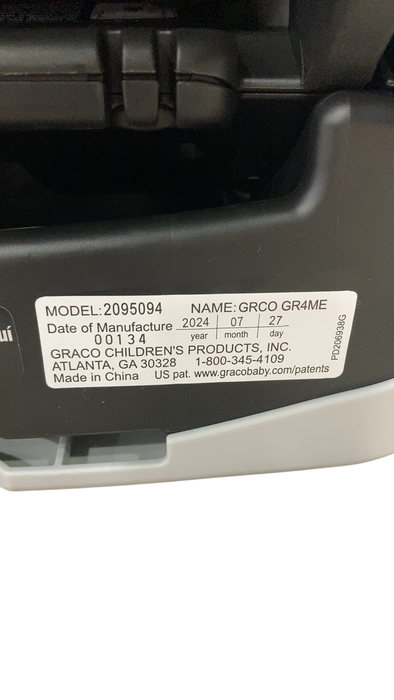 MODEL:2095094 NAME:GRCO GR4ME
Date of Manufacture 2024 07 27
00134 year month day
GRACO CHILDREN'S PRODUCTS, INC.
ATLANTA, GA 30328 1-800-345-4109
Made in China US pat. www.gracobaby.com/patents
PD206938G
uí